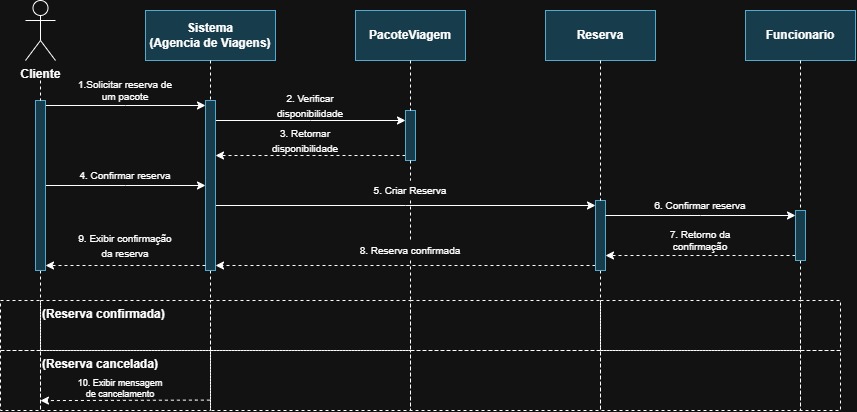 Sistema
(Agencia de Viagens)
PacoteViagem
Reserva
Funcionario
Cliente
1.Solicitar reserva de
um pacote
2. Verificar
disponibilidade
3. Retornar
disponibilidade
4. Confirmar reserva
5. Criar Reserva
6. Confirmar reserva
7. Retorno da
confirmação
8. Reserva confirmada
9. Exibir confirmação
da reserva
(Reserva confirmada)
(Reserva cancelada)
10. Exibir mensagem
de cancelamento